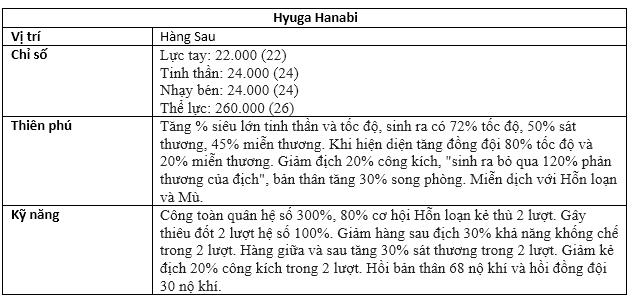 Hyuga Hanabi
Vị trí Hàng Sau
Chỉ số Lực tay: 22.000 (22)
Tinh thần: 24.000 (24)
Nhạy bén: 24.000 (24)
Thể lực: 260.000 (26)
Thiên phú Tăng % siêu lớn tinh thần và tốc độ, sinh ra có 72% tốc độ, 50% sát
thương, 45% miễn thương. Khi hiện diện tăng đồng đội 80% tốc độ và
20% miễn thương. Giảm địch 20% công kích, "sinh ra bỏ qua 120% phản
thương của địch", bản thân tăng 30% song phòng. Miễn dịch với Hỗn loạn
và Mù.
Kỹ năng Công toàn quân hệ số 300%, 80% cơ hội Hỗn loạn kẻ thù 2 lượt. Gây
thiêu đốt 2 lượt hệ số 100%. Giảm hàng sau địch 30% khả năng khống chế
trong 2 lượt. Hàng giữa và sau tăng 30% sát thương trong 2 lượt. Giảm kẻ
địch 20% công kích trong 2 lượt. Hồi bản thân 68 nộ khí và hồi đồng đội
30 nộ khí.